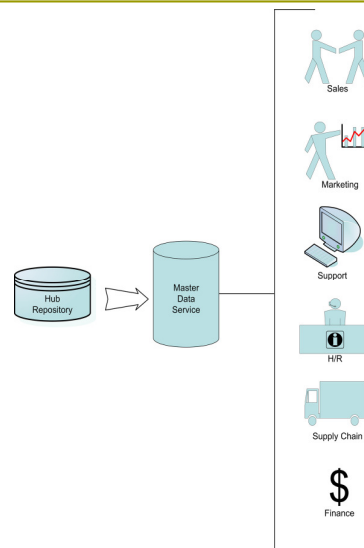 Sales
Marketing
Support
Hub
Repository
Master
Data
Service
H/R
Supply Chain
$
Finance